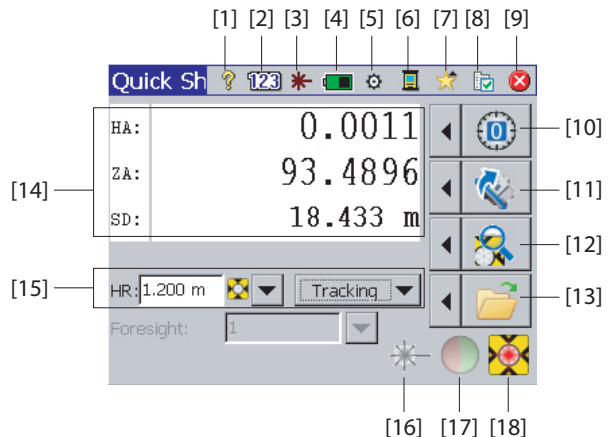 [1] [2] [3] [4] [5] [6] [7] [8] [9]
Quick Sh ? 123
HA: 0.0011
0
[10]
ZA: 93.4896
[11]
[14]
SD: 18.433 m
[12]
[15]
HR: 1.200 m Tracking
[13]
Foresight: 1
[16] [17] [18]